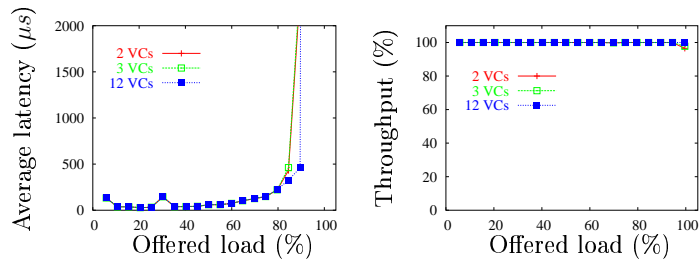 Average latency (μs)
2000
1500
1000
500
0
2 VCs
3 VCs
12 VCs
0
20
40
60
80
100
Offered load (%)
Throughput (%)
100
80
60
40
20
0
2 VCs
3 VCs
12 VCs
0
20
40
60
80
100
Offered load (%)